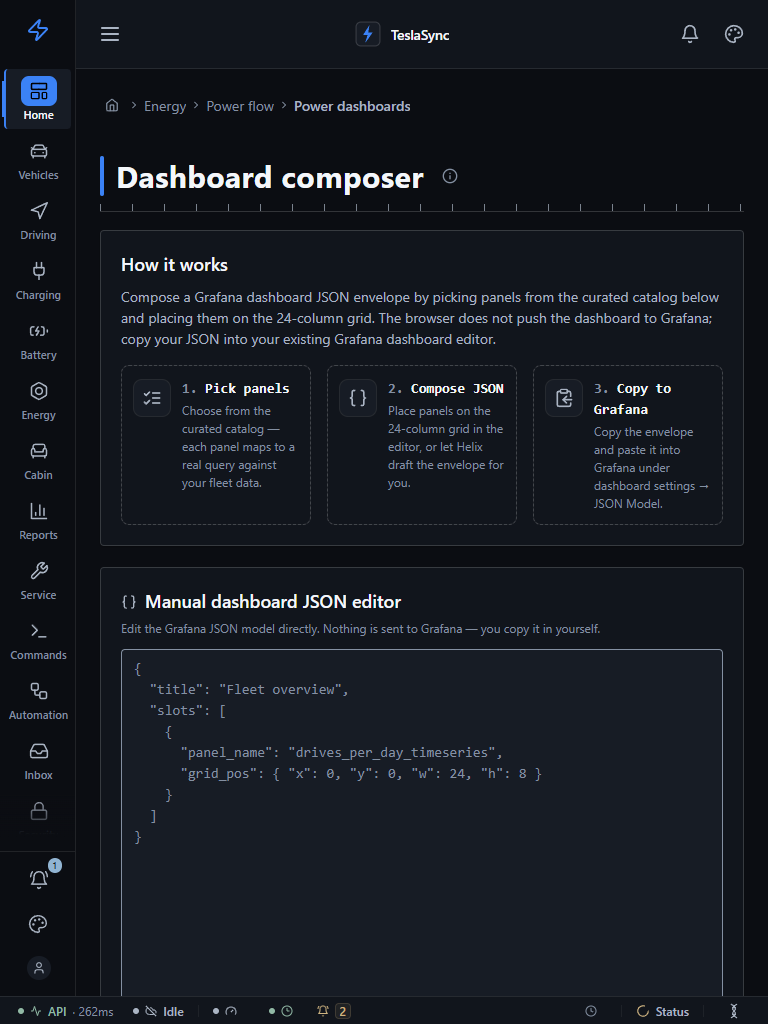 TeslaSync
Home
Vehicles
Driving
Charging
Battery
Energy
Cabin
Reports
Service
Commands
Automation
Inbox
1
Energy › Power flow › Power dashboards
Dashboard composer
How it works
Compose a Grafana dashboard JSON envelope by picking panels from the curated catalog below
and placing them on the 24-column grid. The browser does not push the dashboard to Grafana;
copy your JSON into your existing Grafana dashboard editor.
1. Pick panels
Choose from the
curated catalog —
each panel maps to a
real query against
your fleet data.
2. Compose JSON
Place panels on the
24-column grid in the
editor, or let Helix
draft the envelope for
you.
3. Copy to
Grafana
Copy the envelope
and paste it into
Grafana under
dashboard settings →
JSON Model.
{} Manual dashboard JSON editor
Edit the Grafana JSON model directly. Nothing is sent to Grafana — you copy it in yourself.
{
  "title": "Fleet overview",
  "slots": [
    {
      "panel_name": "drives_per_day_timeseries",
      "grid_pos": { "x": 0, "y": 0, "w": 24, "h": 8 }
    }
  ]
}
API · 262ms
Idle
2
Status